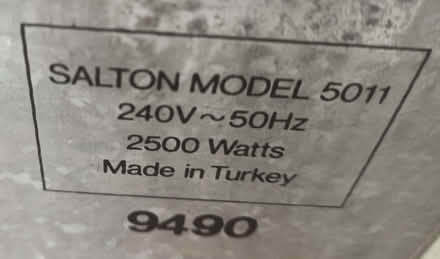 SALTON MODEL 5011
240V~50Hz
2500 Watts
Made in Turkey
9490